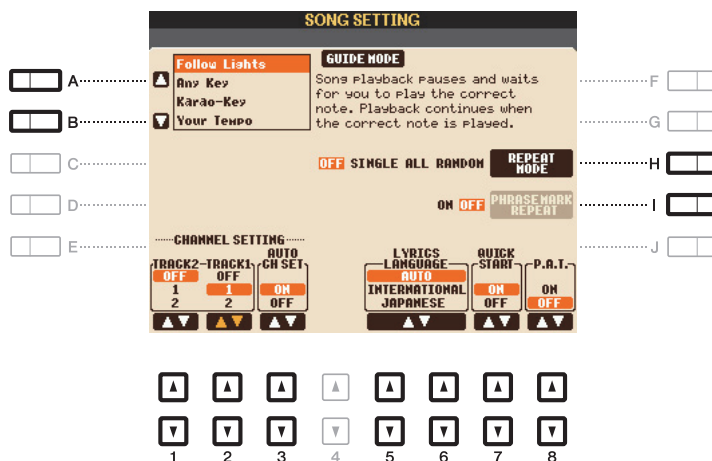 SONG SETTING
Follow Lights
Any Key
Karao-Key
Your Tempo
GUIDE MODE
Song playback pauses and waits
for you to play the correct
note. Playback continues when
the correct note is played.
OFF SINGLE ALL RANDOM REPEAT MODE
ON OFF PHRASE MARK REPEAT
A
B
C
D
E
F
G
H
I
J
CHANNEL SETTING
TRACK2-TRACK1
AUTO CH SET
OFF OFF
1 1 ON
2 2 OFF
LYRICS LANGUAGE
AUTO
INTERNATIONAL
JAPANESE
QUICK START
ON
OFF
P.A.T.
ON
OFF
1 2 3 4 5 6 7 8